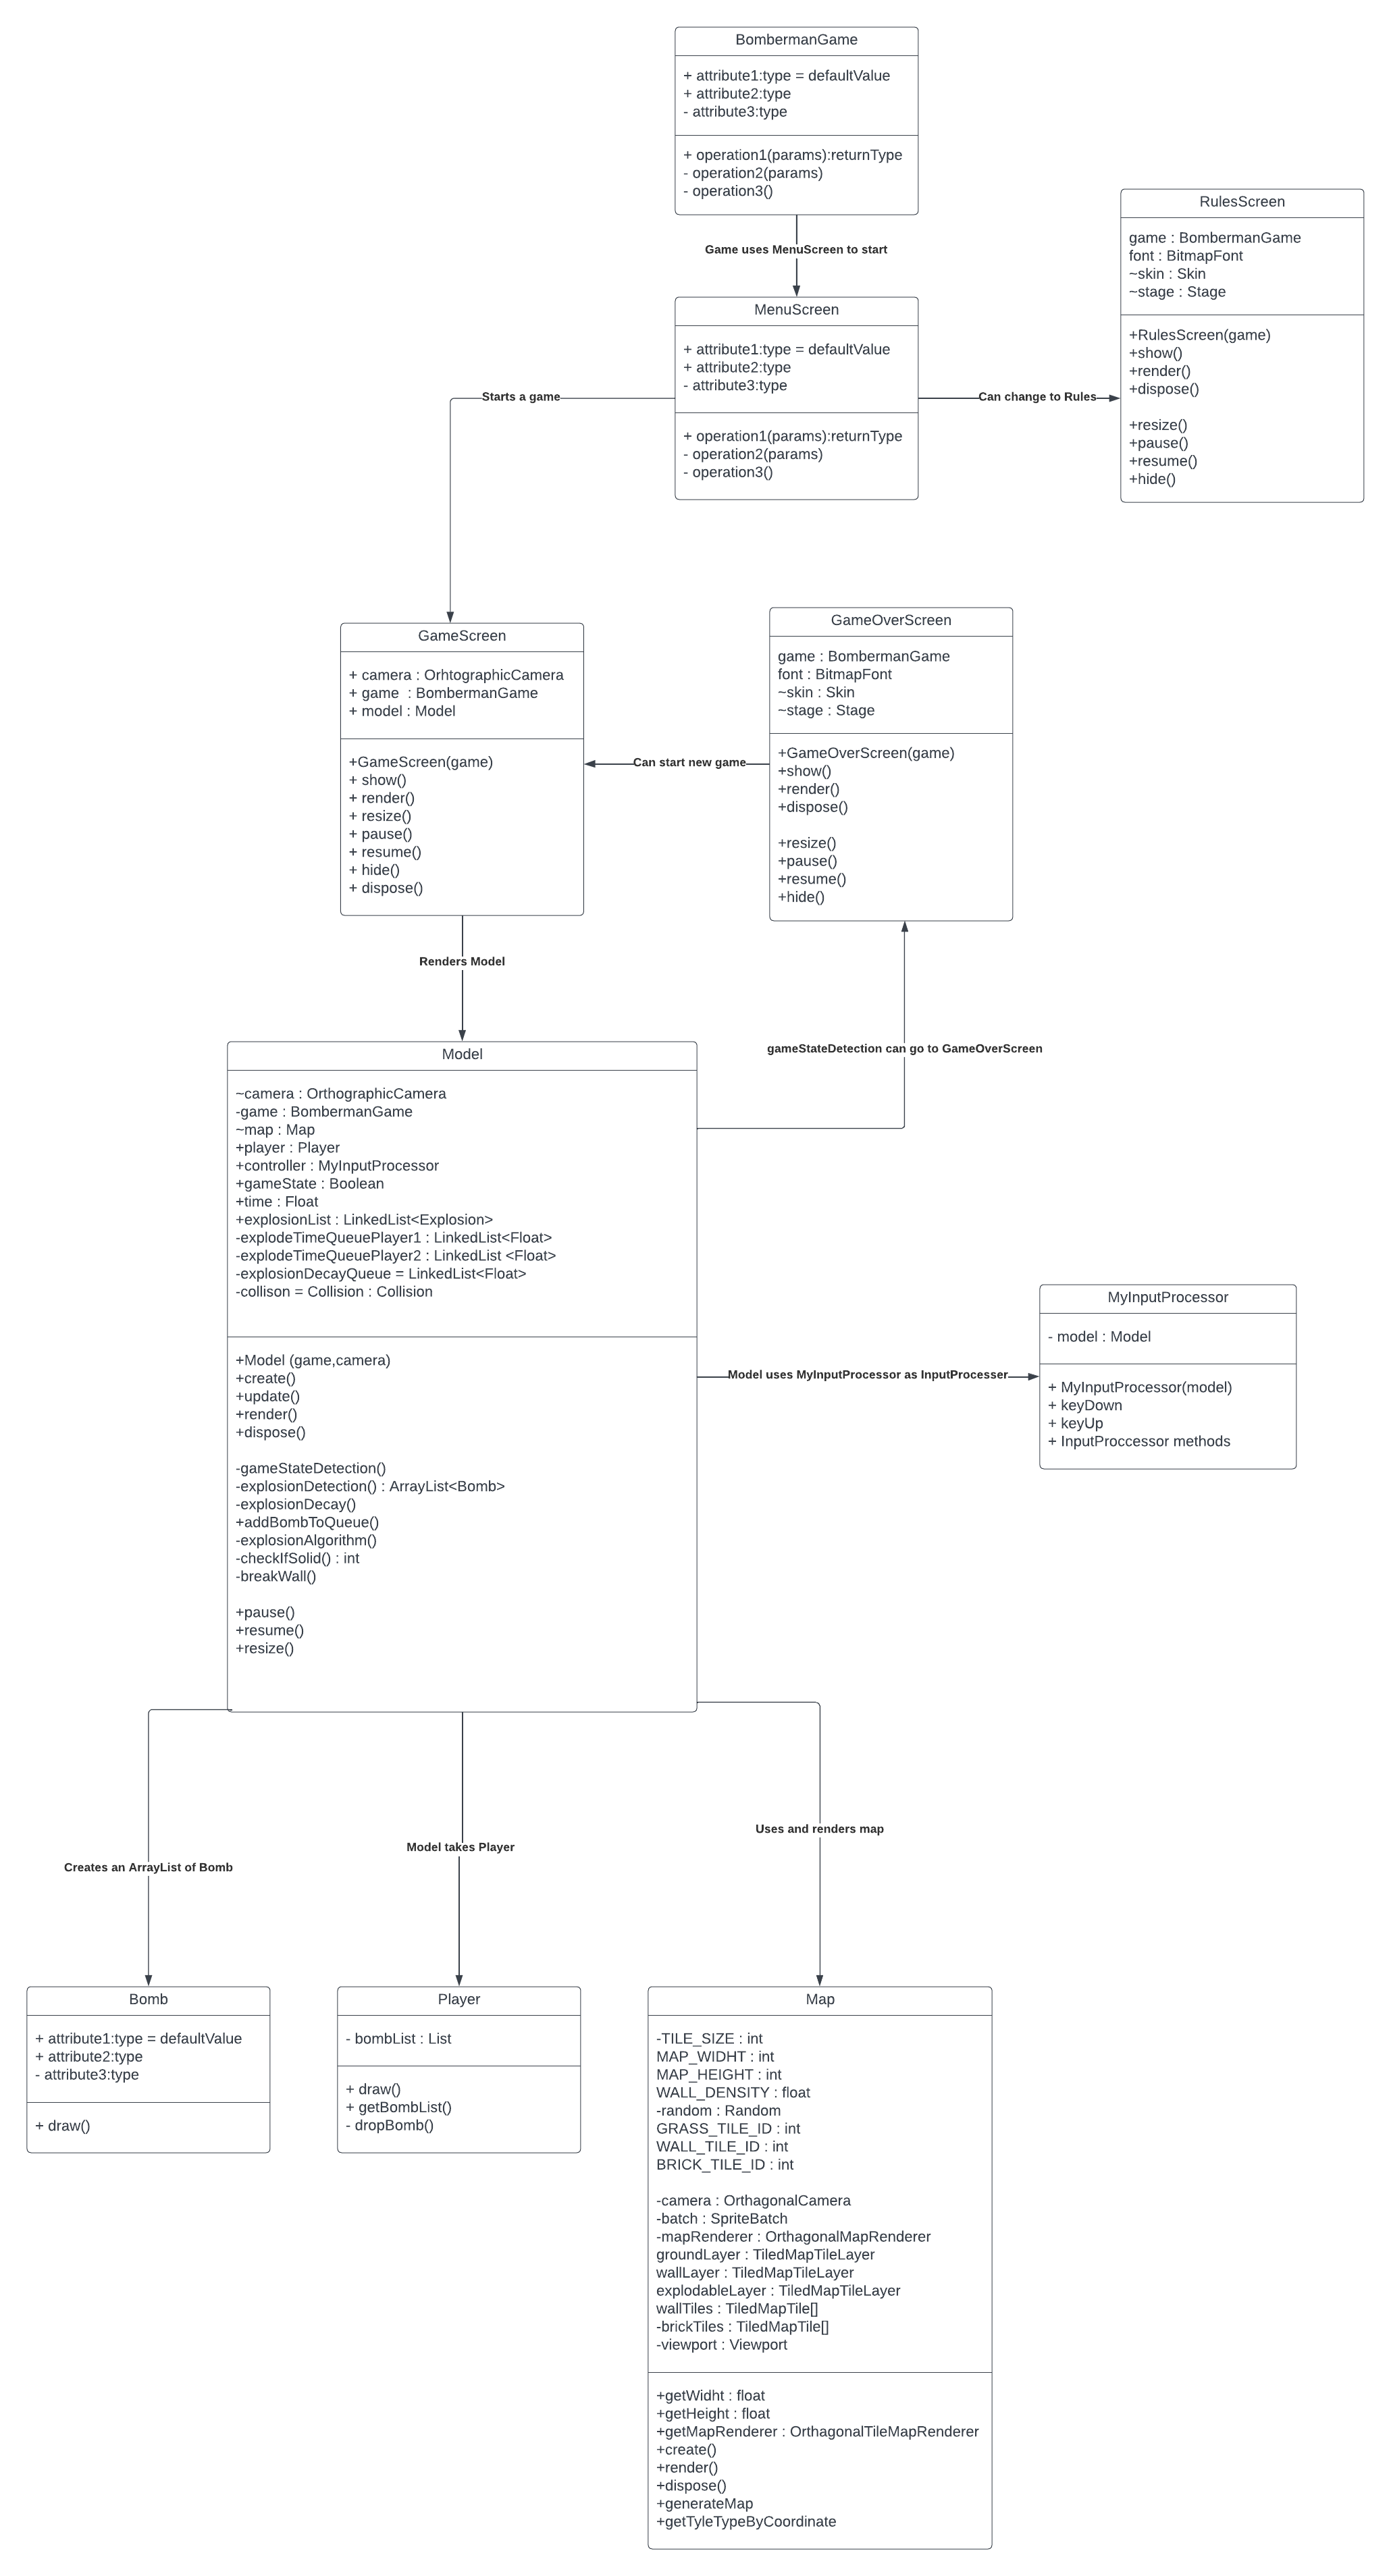 BombermanGame
+ attribute1:type = defaultValue
+ attribute2:type
- attribute3:type
+ operation1(params):returnType
- operation2(params)
- operation3()
Game uses MenuScreen to start
RulesScreen
game : BombermanGame
font : BitmapFont
~skin : Skin
~stage : Stage
+RulesScreen(game)
+show()
+render()
+dispose()
+resize()
+pause()
+resume()
+hide()
MenuScreen
+ attribute1:type = defaultValue
+ attribute2:type
- attribute3:type
+ operation1(params):returnType
- operation2(params)
- operation3()
Starts a game
Can change to Rules
GameScreen
+ camera : OrhtographicCamera
+ game  : BombermanGame
+ model : Model
+GameScreen(game)
+ show()
+ render()
+ resize()
+ pause()
+ resume()
+ hide()
+ dispose()
Can start new game
GameOverScreen
game : BombermanGame
font : BitmapFont
~skin : Skin
~stage : Stage
+GameOverScreen(game)
+show()
+render()
+dispose()
+resize()
+pause()
+resume()
+hide()
Renders Model
gameStateDetection can go to GameOverScreen
Model
~camera : OrthographicCamera
-game : BombermanGame
~map : Map
+player : Player
+controller : MyInputProcessor
+gameState : Boolean
+time : Float
+explosionList : LinkedList<Explosion>
-explodeTimeQueuePlayer1 : LinkedList<Float>
-explodeTimeQueuePlayer2 : LinkedList <Float>
-explosionDecayQueue = LinkedList<Float>
-collison = Collision : Collision
+Model (game,camera)
+create()
+update()
+render()
+dispose()
-gameStateDetection()
-explosionDetection() : ArrayList<Bomb>
-explosionDecay()
+addBombToQueue()
-explosionAlgorithm()
-checkIfSolid() : int
-breakWall()
+pause()
+resume()
+resize()
Model uses MyInputProcessor as InputProcesser
MyInputProcessor
- model : Model
+ MyInputProcessor(model)
+ keyDown
+ keyUp
+ InputProccessor methods
Creates an ArrayList of Bomb
Model takes Player
Uses and renders map
Bomb
+ attribute1:type = defaultValue
+ attribute2:type
- attribute3:type
+ draw()
Player
- bombList : List
+ draw()
+ getBombList()
- dropBomb()
Map
-TILE_SIZE : int
MAP_WIDHT : int
MAP_HEIGHT : int
WALL_DENSITY : float
-random : Random
GRASS_TILE_ID : int
WALL_TILE_ID : int
BRICK_TILE_ID : int
-camera : OrthagonalCamera
-batch : SpriteBatch
-mapRenderer : OrthagonalMapRenderer
groundLayer : TiledMapTileLayer
wallLayer : TiledMapTileLayer
explodableLayer : TiledMapTileLayer
wallTiles : TiledMapTile[]
-brickTiles : TiledMapTile[]
-viewport : Viewport
+getWidht : float
+getHeight : float
+getMapRenderer : OrthagonalTileMapRenderer
+create()
+render()
+dispose()
+generateMap
+getTyleTypeByCoordinate